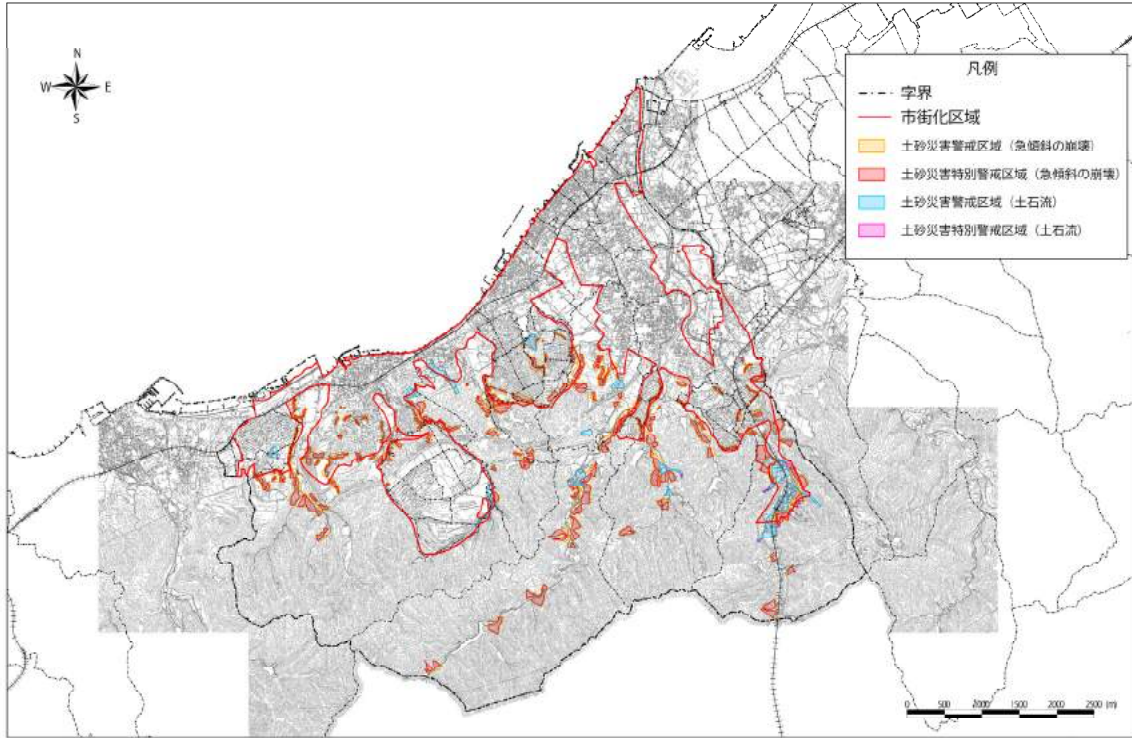 N
W E
S
凡例
字界
市街化区域
土砂災害警戒区域（急傾斜の崩壊）
土砂災害特別警戒区域（急傾斜の崩壊）
土砂災害警戒区域（土石流）
土砂災害特別警戒区域（土石流）
0 500 1000 1500 2000 2500 (m)